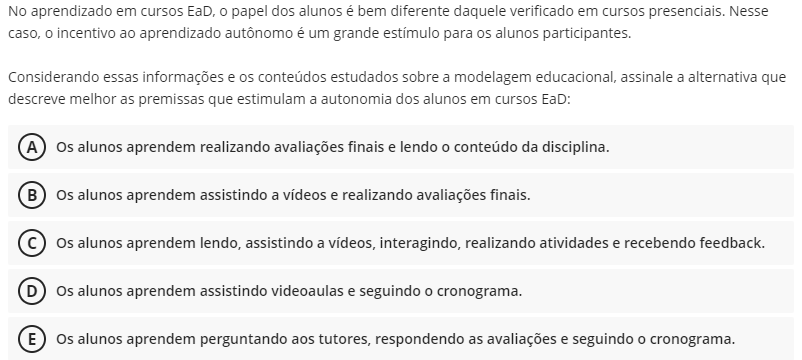 No aprendizado em cursos EaD, o papel dos alunos é bem diferente daquele verificado em cursos presenciais. Nesse
caso, o incentivo ao aprendizado autônomo é um grande estímulo para os alunos participantes.
Considerando essas informações e os conteúdos estudados sobre a modelagem educacional, assinale a alternativa que
descreve melhor as premissas que estimulam a autonomia dos alunos em cursos EaD:
A Os alunos aprendem realizando avaliações finais e lendo o conteúdo da disciplina.
B Os alunos aprendem assistindo a vídeos e realizando avaliações finais.
C Os alunos aprendem lendo, assistindo a vídeos, interagindo, realizando atividades e recebendo feedback.
D Os alunos aprendem assistindo videoaulas e seguindo o cronograma.
E Os alunos aprendem perguntando aos tutores, respondendo as avaliações e seguindo o cronograma.